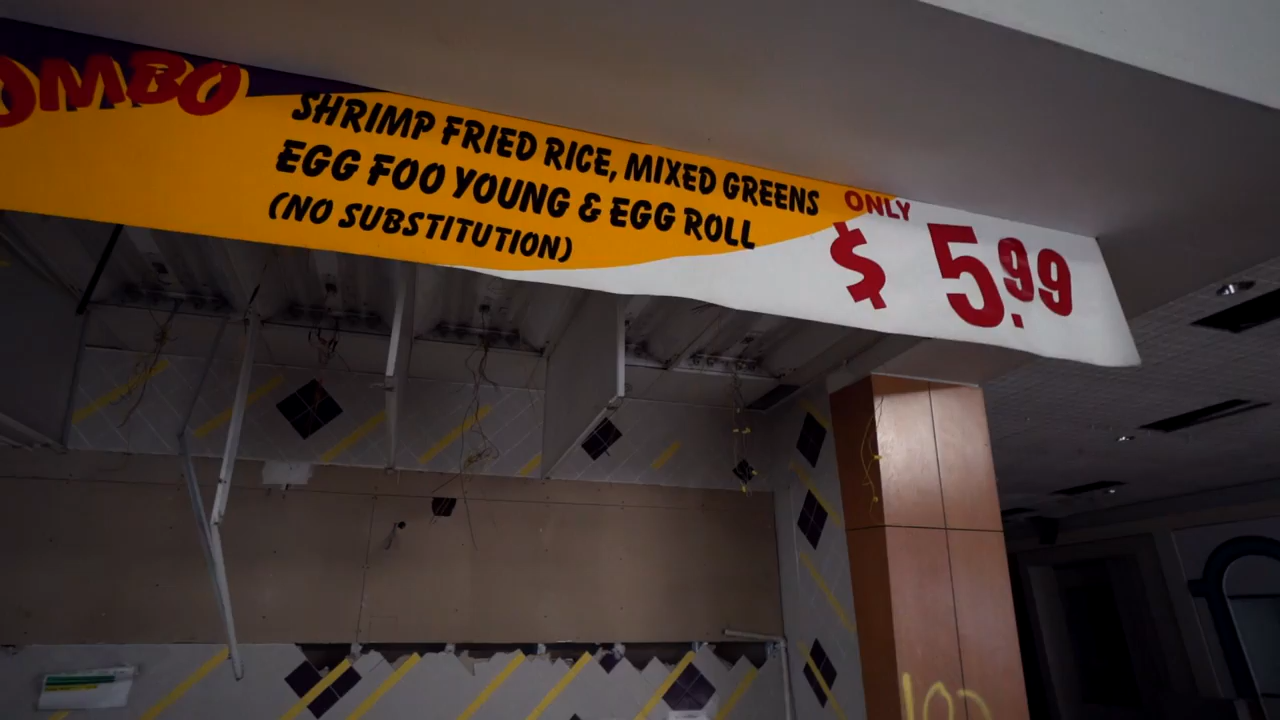 OMBO
SHRIMP FRIED RICE, MIXED GREENS
EGG FOO YOUNG & EGG ROLL
(NO SUBSTITUTION)
ONLY
$ 5.99